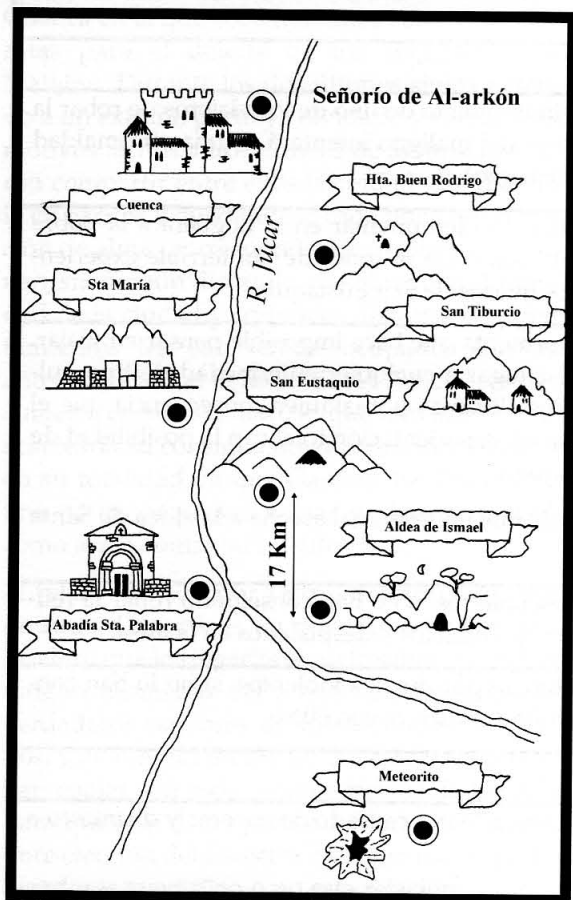 Señorio de Al-arkón
Cuenca
Hta. Buen Rodrigo
R. Júcar
Sta María
San Tiburcio
San Eustaquio
Aldea de Ismael
17 Km
Abadía Sta. Palabra
Meteorito